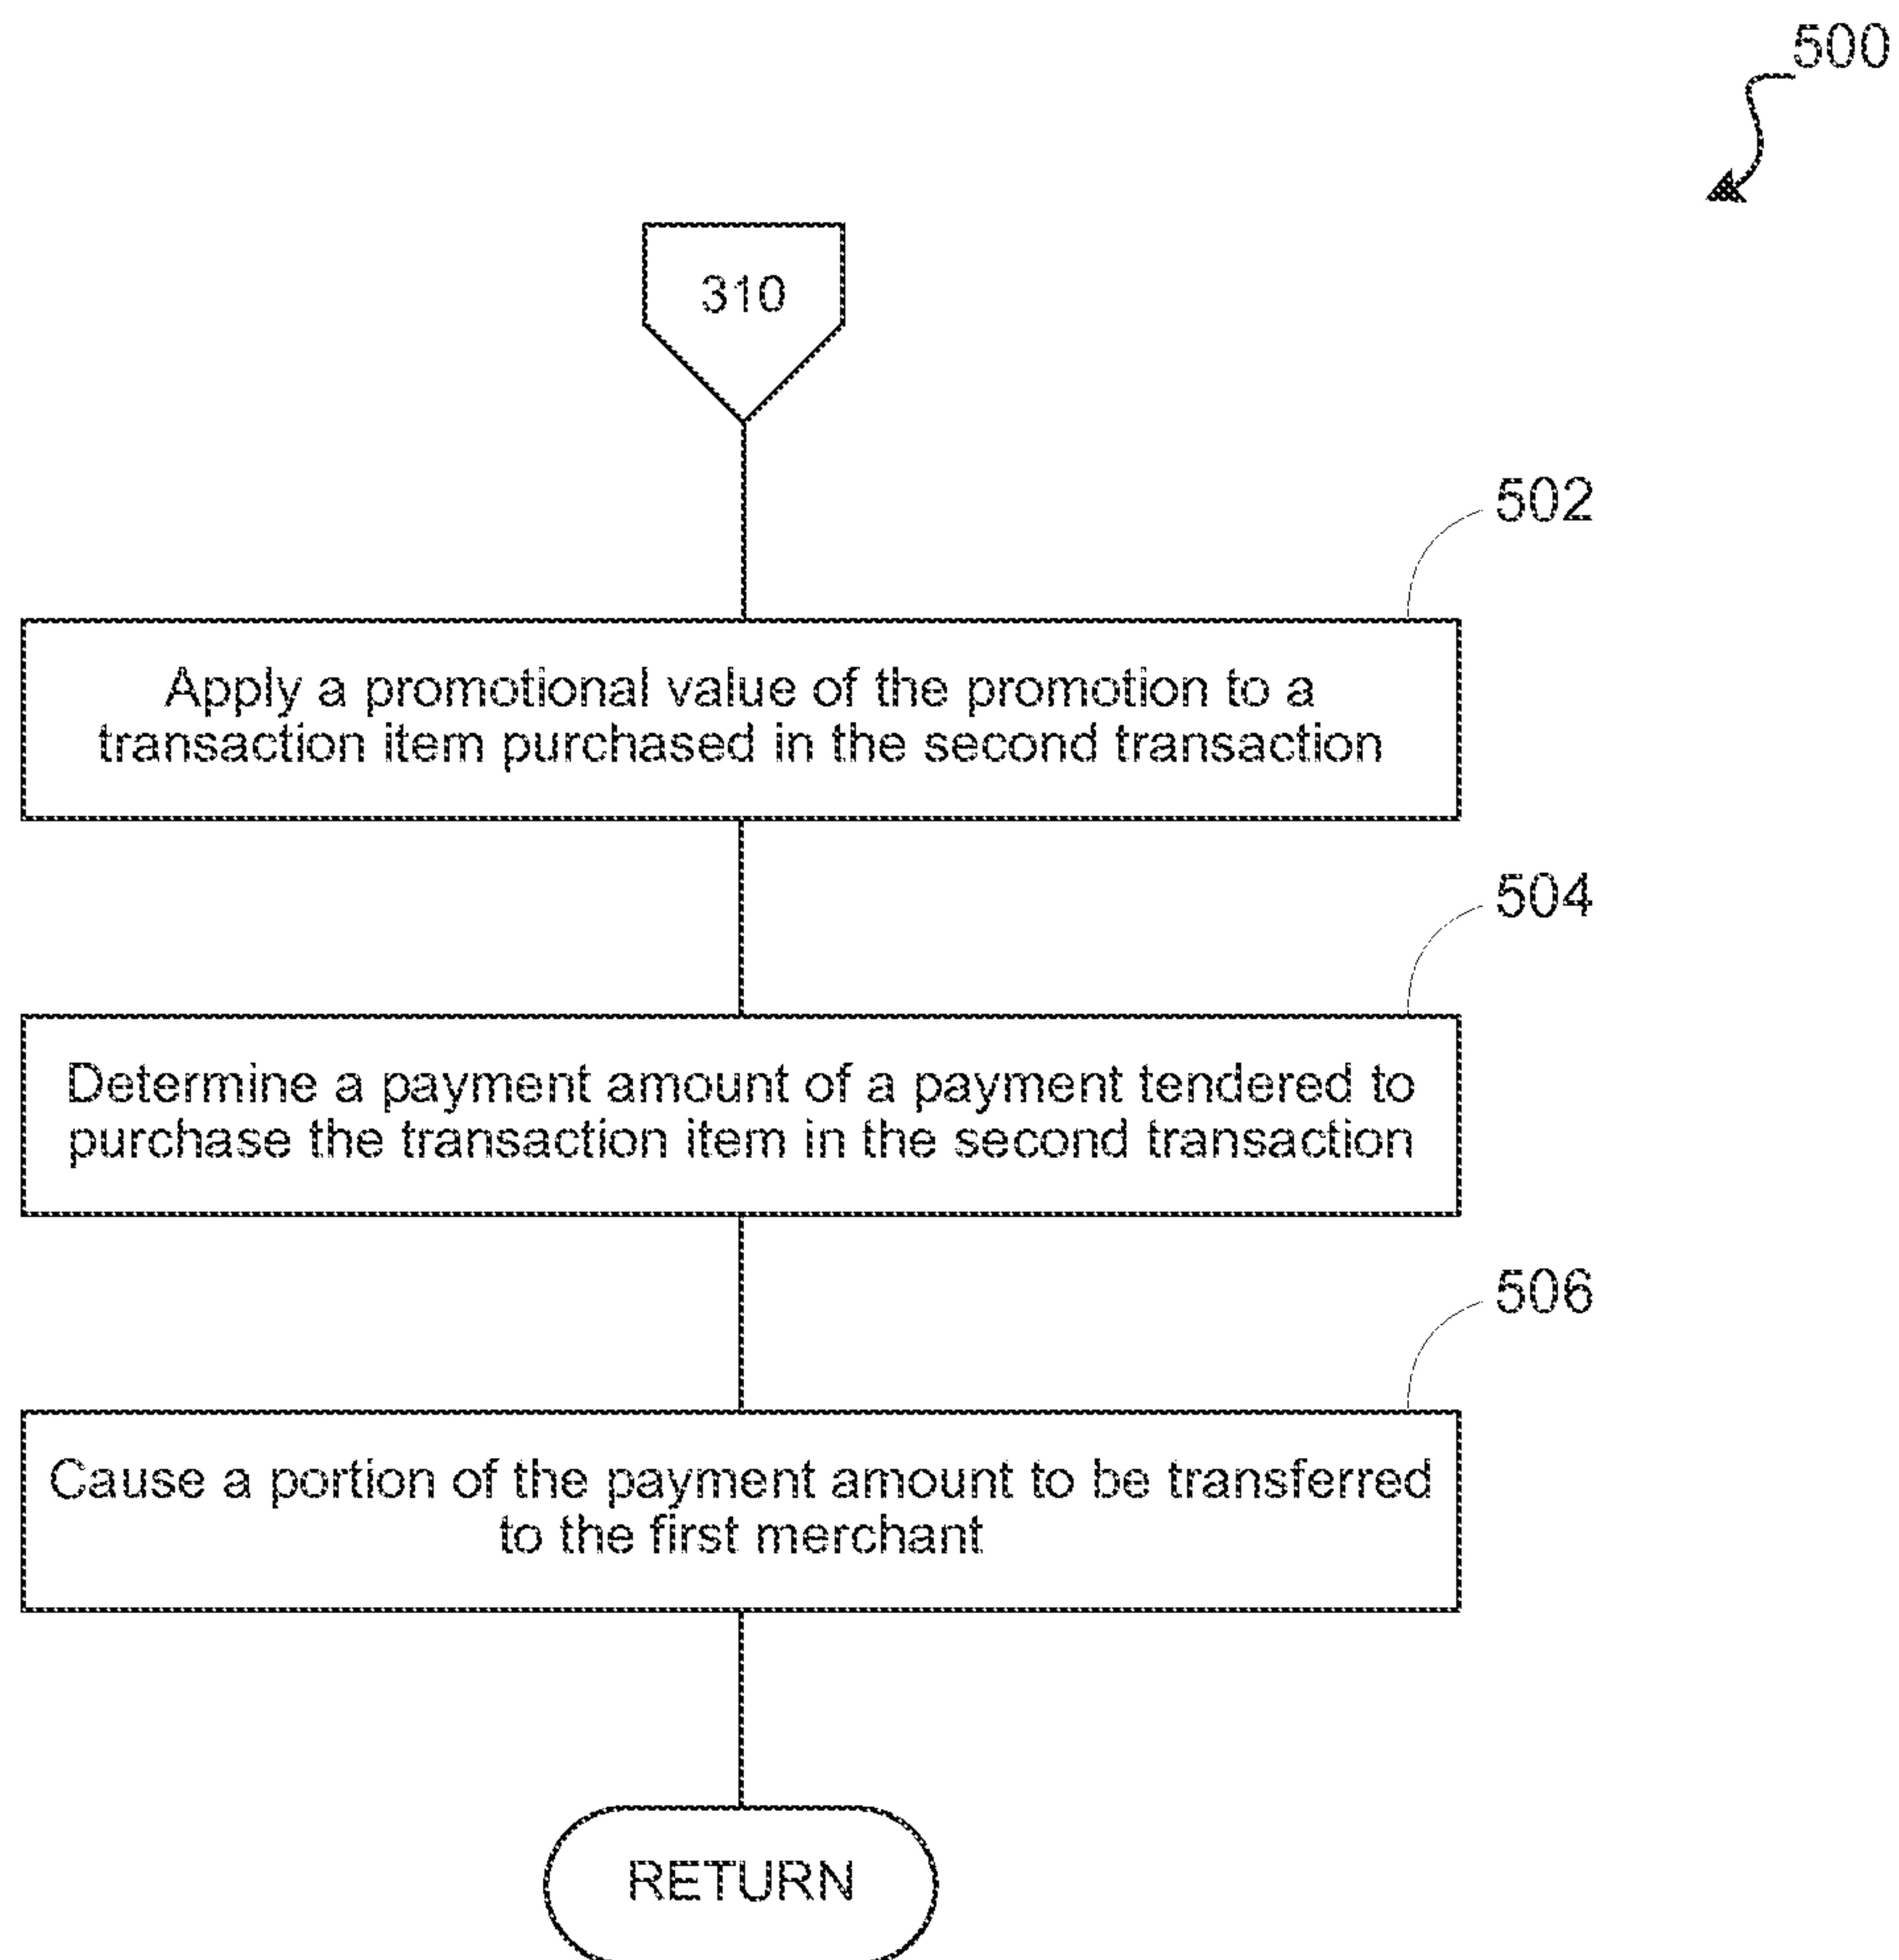 500
310
502
Apply a promotional value of the promotion to a
transaction item purchased in the second transaction
504
Determine a payment amount of a payment tendered to
purchase the transaction item in the second transaction
506
Cause a portion of the payment amount to be transferred
to the first merchant
RETURN